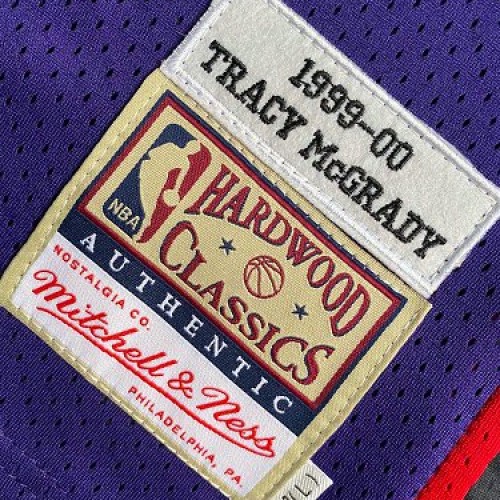 1999-00
TRACY McGRADY
NBA
HARDWOOD
CLASSICS
AUTHENTIC
NOSTALGIA CO.
Mitchell & Ness
PHILADELPHIA, PA.